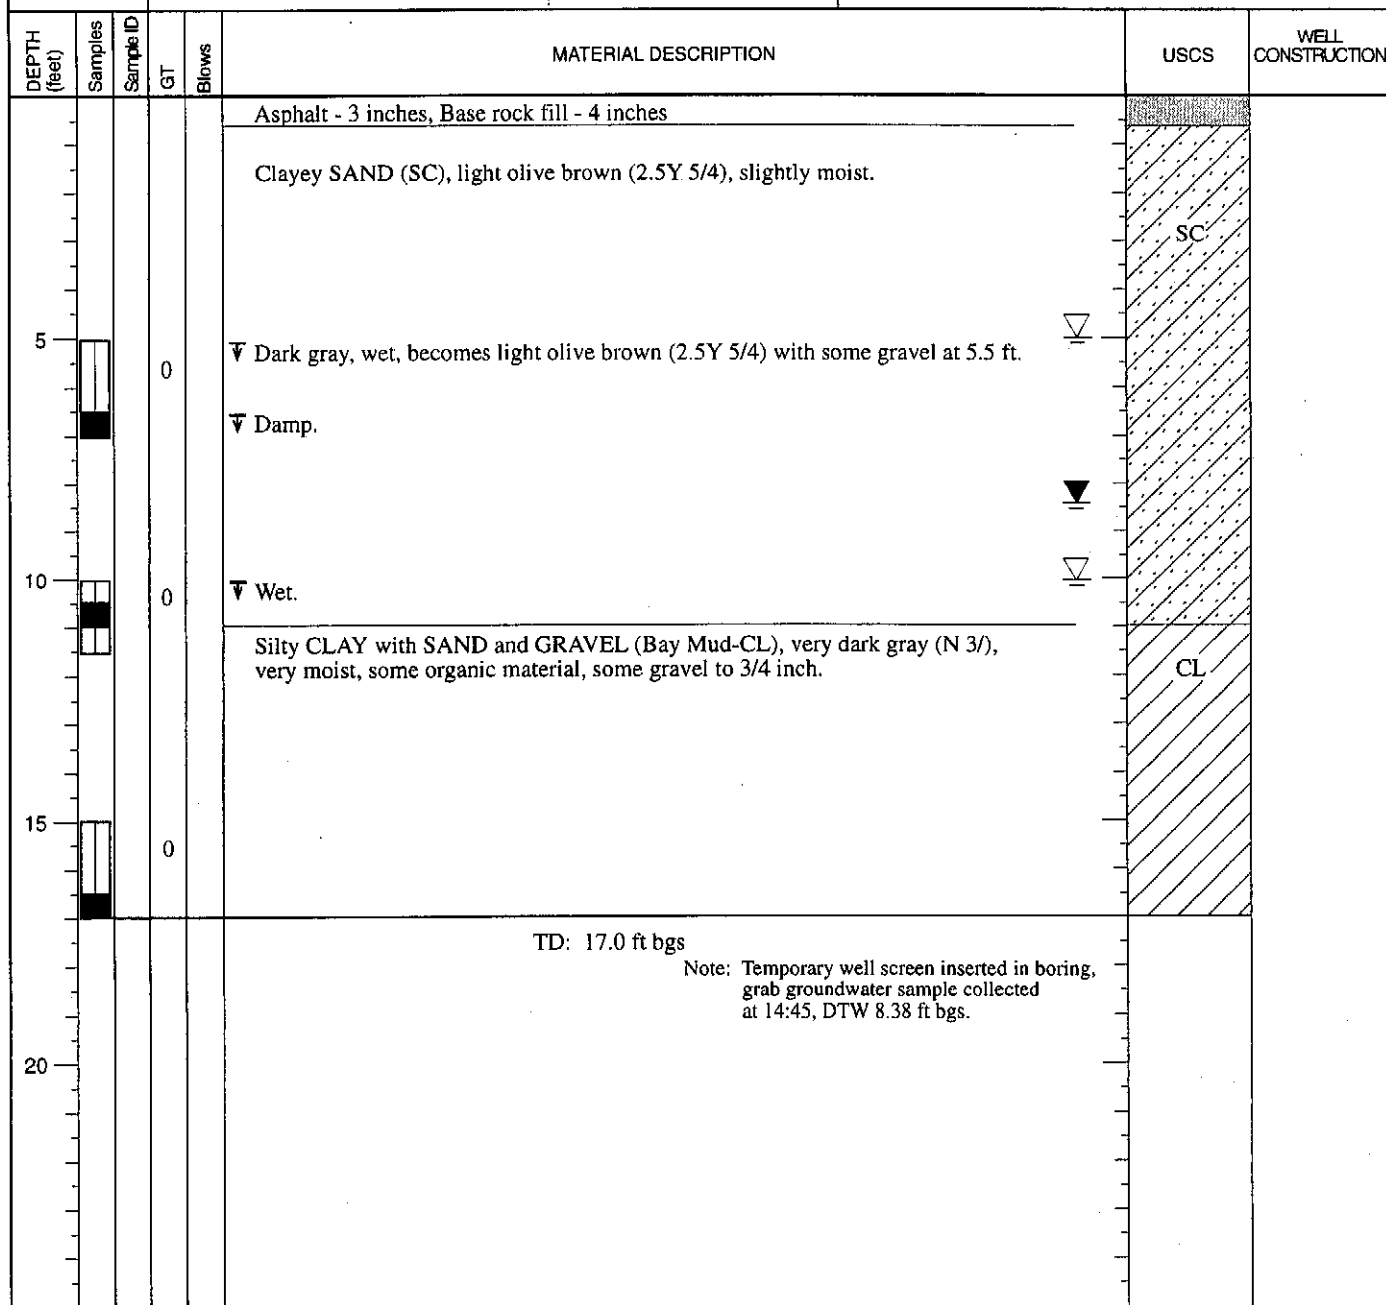 DEPTH (feet)
Samples
Sample ID
GT
Blows
MATERIAL DESCRIPTION
USCS
WELL CONSTRUCTION
Asphalt - 3 inches, Base rock fill - 4 inches
Clayey SAND (SC), light olive brown (2.5Y 5/4), slightly moist.
SC
5
0
Dark gray, wet, becomes light olive brown (2.5Y 5/4) with some gravel at 5.5 ft.
Damp.
10
0
Wet.
Silty CLAY with SAND and GRAVEL (Bay Mud-CL), very dark gray (N 3/),
very moist, some organic material, some gravel to 3/4 inch.
CL
15
0
TD: 17.0 ft bgs
Note: Temporary well screen inserted in boring,
grab groundwater sample collected
at 14:45, DTW 8.38 ft bgs.
20